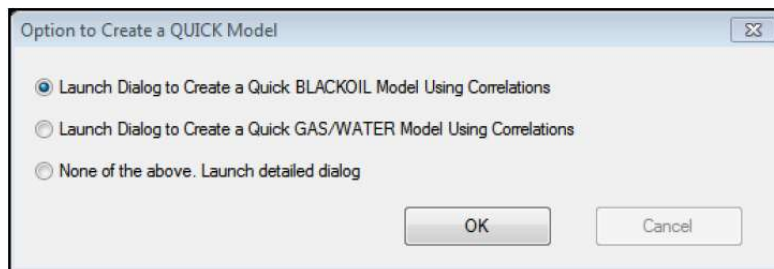 Option to Create a QUICK Model
Launch Dialog to Create a Quick BLACKOIL Model Using Correlations
Launch Dialog to Create a Quick GAS/WATER Model Using Correlations
None of the above. Launch detailed dialog
OK
Cancel